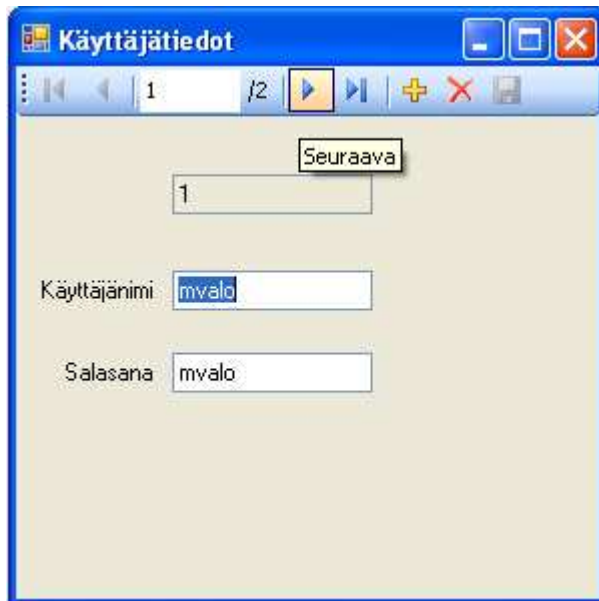 Käyttäjätiedot
1 /2
Seuraava
1
Käyttäjänimi mvalo
Salasana mvalo